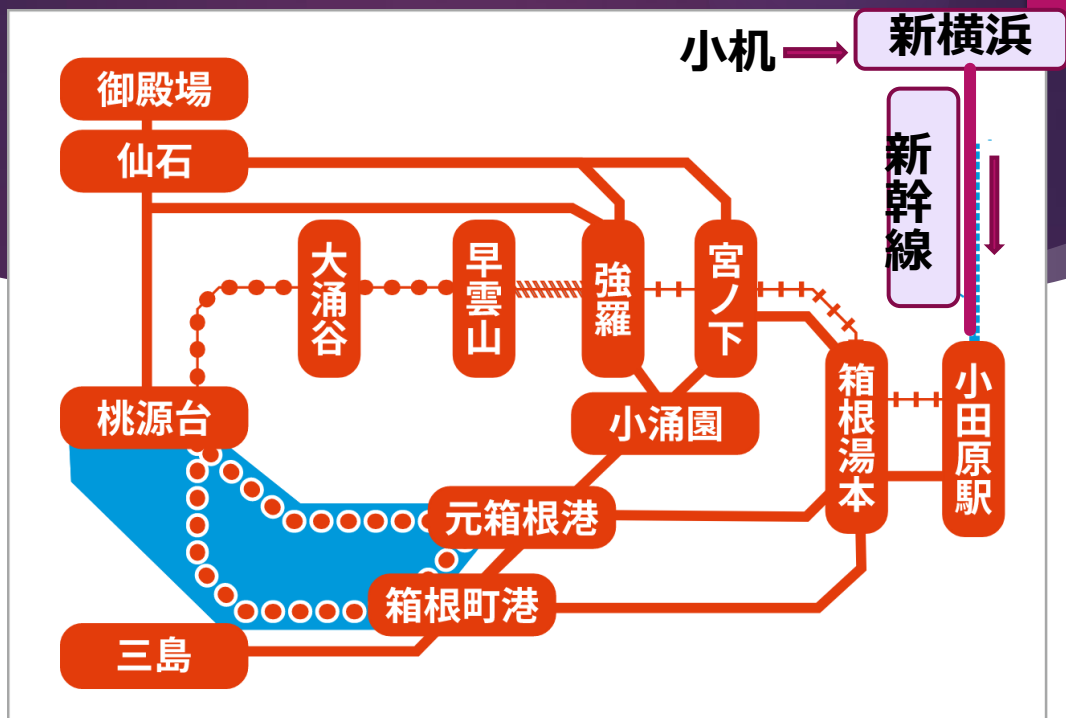 小机
新横浜
新幹線
御殿場
仙石
大涌谷
早雲山
強羅
宮ノ下
桃源台
小涌園
箱根湯本
小田原駅
元箱根港
箱根町港
三島